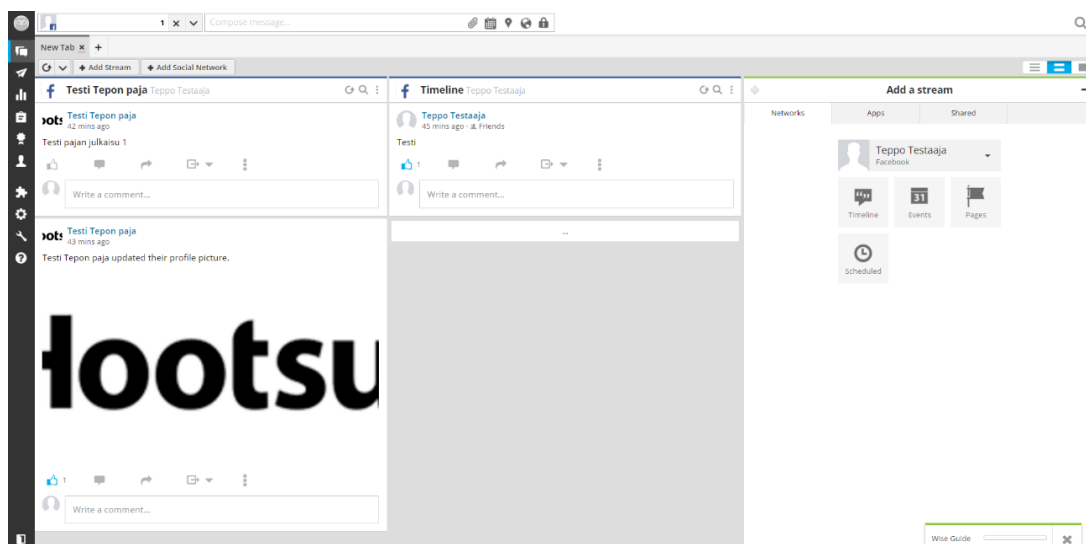 1
Compose message...
New Tab
Add Stream
Add Social Network
Testi Tepon paja Teppo Testaaja
Testi Tepon paja
42 mins ago
Testi pajan julkaisu 1
Write a comment...
Testi Tepon paja
43 mins ago
Testi Tepon paja updated their profile picture.
Hootsu
1
Write a comment...
Timeline Teppo Testaaja
Teppo Testaaja
45 mins ago · Friends
Testi
1
Write a comment...
...
Add a stream
Networks Apps Shared
Teppo Testaaja
Facebook
31
Timeline Events Pages
Scheduled
Wise Guide